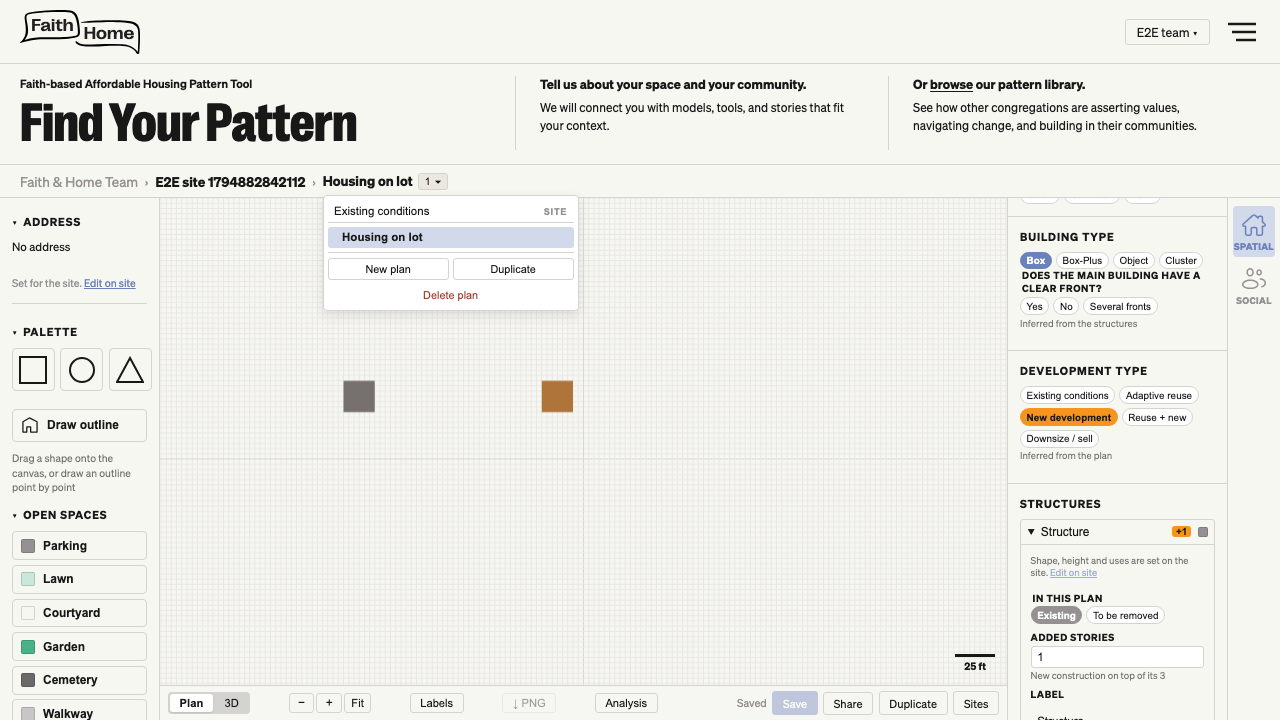 Faith
Home
E2E team ▾
Faith-based Affordable Housing Pattern Tool
Find Your Pattern
Tell us about your space and your community.
We will connect you with models, tools, and stories that fit
your context.
Or browse our pattern library.
See how other congregations are asserting values,
navigating change, and building in their communities.
Faith & Home Team › E2E site 1794882842112 › Housing on lot 1
Existing conditions SITE
Housing on lot
New plan Duplicate
Delete plan
ADDRESS
No address
Set for the site. Edit on site
PALETTE
Draw outline
Drag a shape onto the
canvas, or draw an outline
point by point
OPEN SPACES
Parking
Lawn
Courtyard
Garden
Cemetery
Walkway
25 ft
Plan 3D
− + Fit
Labels
↓ PNG
Analysis
Saved Save Share Duplicate Sites
BUILDING TYPE
Box Box-Plus Object Cluster
DOES THE MAIN BUILDING HAVE A
CLEAR FRONT?
Yes No Several fronts
Inferred from the structures
DEVELOPMENT TYPE
Existing conditions Adaptive reuse
New development Reuse + new
Downsize / sell
Inferred from the plan
STRUCTURES
Structure +1
Shape, height and uses are set on the
site. Edit on site
IN THIS PLAN
Existing To be removed
ADDED STORIES
1
New construction on top of its 3
LABEL
Structure
SPATIAL
SOCIAL